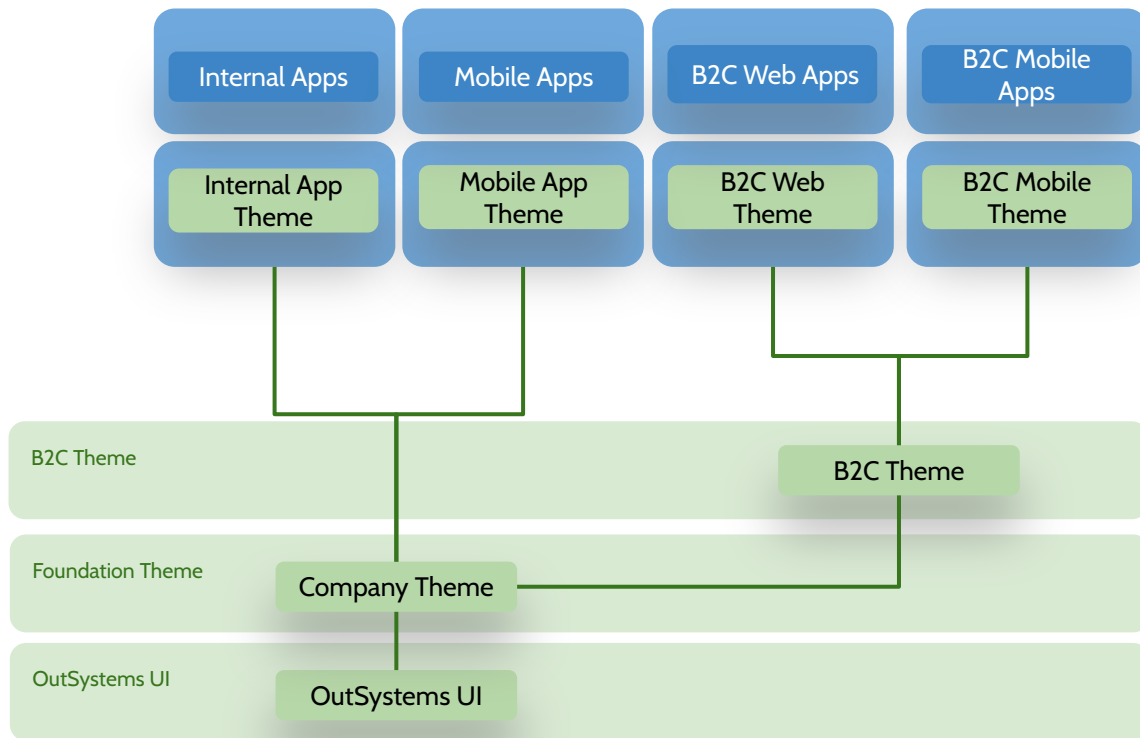 Internal Apps
Mobile Apps
B2C Web Apps
B2C Mobile
Apps
Internal App
Theme
Mobile App
Theme
B2C Web
Theme
B2C Mobile
Theme
B2C Theme
B2C Theme
Foundation Theme
Company Theme
OutSystems UI
OutSystems UI